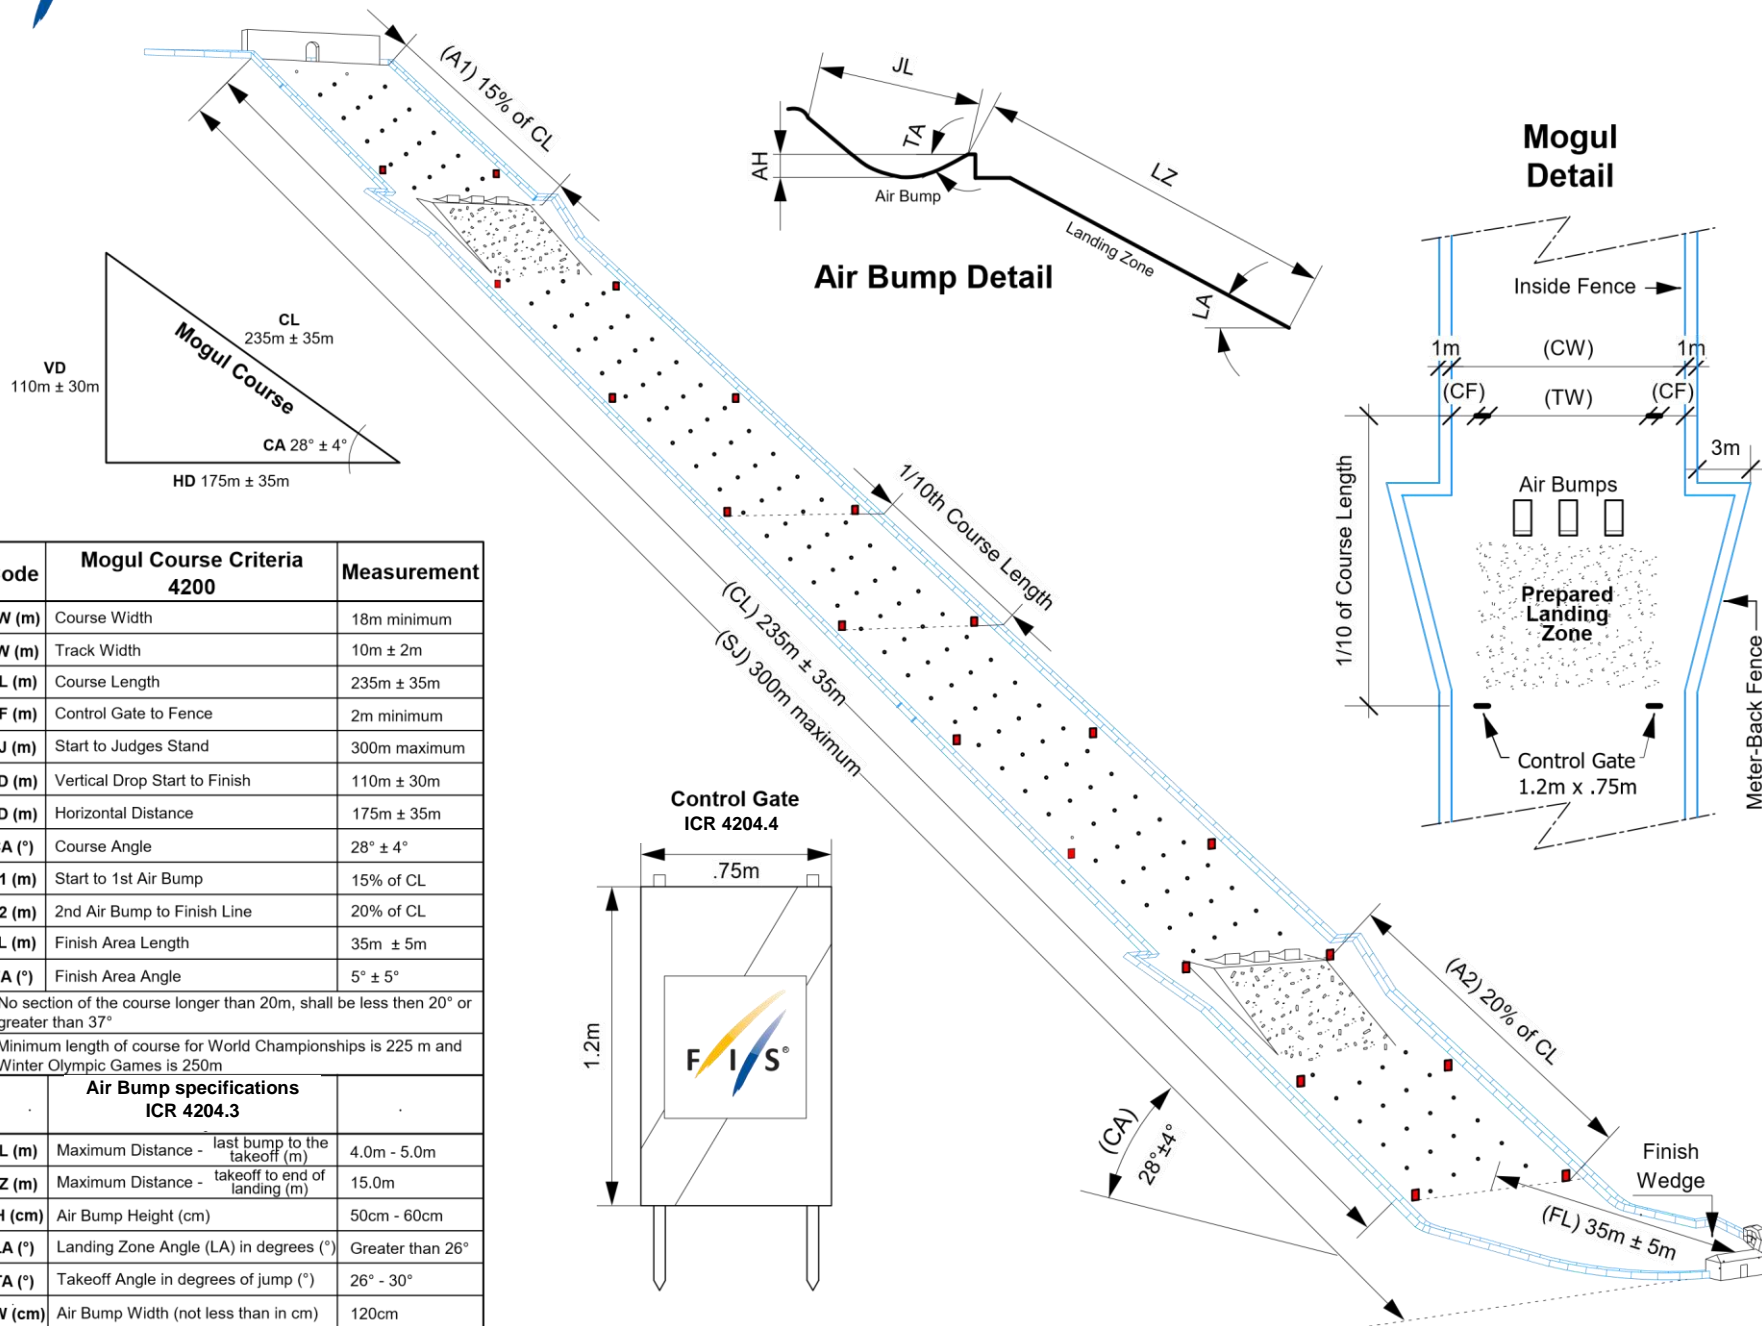 (A1) 15% of CL
JL
TA
AH
Air Bump
LZ
Landing Zone
LA
Air Bump Detail
Mogul
Detail
Inside Fence
1m
(CW)
1m
(CF)
(TW)
(CF)
3m
1/10 of Course Length
Air Bumps
Prepared
Landing
Zone
Meter-Back Fence
Control Gate
1.2m x .75m
CL
235m ± 35m
Mogul Course
VD
110m ± 30m
CA 28° ± 4°
HD 175m ± 35m
1/10th Course Length
(CL) 235m ± 35m
(SJ) 300m maximum
ode Mogul Course Criteria Measurement
4200
W (m) Course Width 18m minimum
W (m) Track Width 10m ± 2m
L (m) Course Length 235m ± 35m
F (m) Control Gate to Fence 2m minimum
J (m) Start to Judges Stand 300m maximum
D (m) Vertical Drop Start to Finish 110m ± 30m
D (m) Horizontal Distance 175m ± 35m
A (°) Course Angle 28° ± 4°
1 (m) Start to 1st Air Bump 15% of CL
2 (m) 2nd Air Bump to Finish Line 20% of CL
L (m) Finish Area Length 35m ± 5m
A (°) Finish Area Angle 5° ± 5°
No section of the course longer than 20m, shall be less then 20° or
greater than 37°
Minimum length of course for World Championships is 225 m and
Winter Olympic Games is 250m
Air Bump specifications
ICR 4204.3
L (m) Maximum Distance - last bump to the takeoff (m) 4.0m - 5.0m
Z (m) Maximum Distance - takeoff to end of landing (m) 15.0m
H (cm) Air Bump Height (cm) 50cm - 60cm
LA (°) Landing Zone Angle (LA) in degrees (°) Greater than 26°
TA (°) Takeoff Angle in degrees of jump (°) 26° - 30°
W (cm) Air Bump Width (not less than in cm) 120cm
Control Gate
ICR 4204.4
.75m
1.2m
F I S®
(A2) 20% of CL
(CA)
28°±4°
(FL) 35m ± 5m
Finish
Wedge